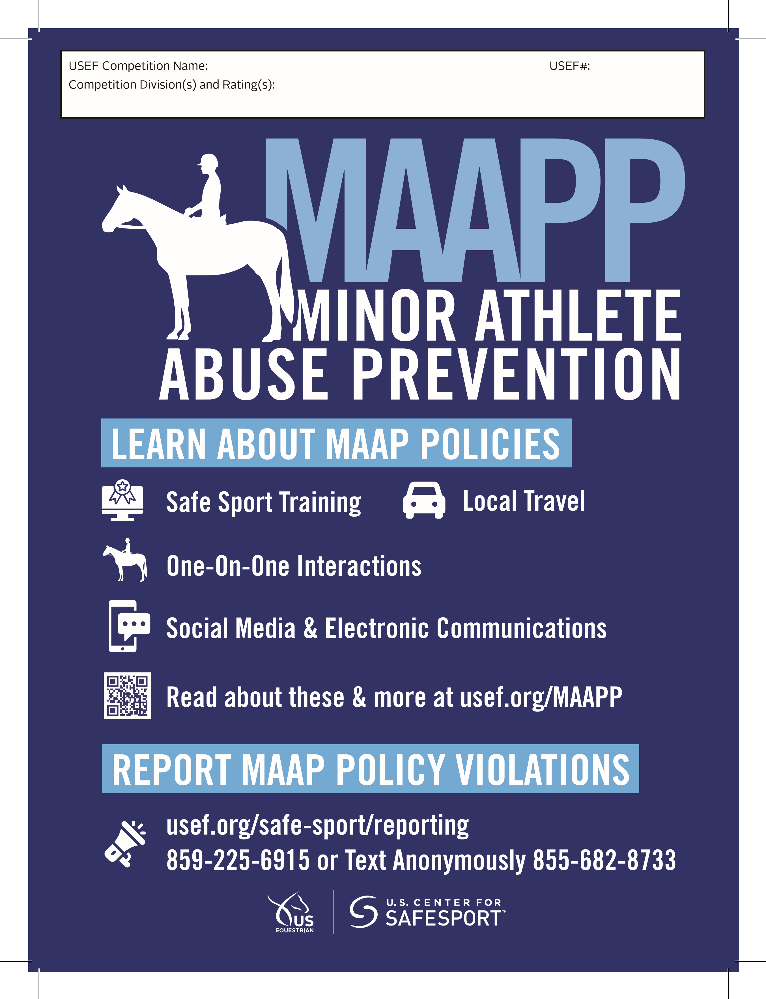 USEF Competition Name: USEF#:
Competition Division(s) and Rating(s):
MAAPP
MINOR ATHLETE
ABUSE PREVENTION
LEARN ABOUT MAAP POLICIES
Safe Sport Training
Local Travel
One-On-One Interactions
Social Media & Electronic Communications
Read about these & more at usef.org/MAAPP
REPORT MAAP POLICY VIOLATIONS
usef.org/safe-sport/reporting
859-225-6915 or Text Anonymously 855-682-8733
US
EQUESTRIAN
U.S. CENTER FOR
SAFESPORT™